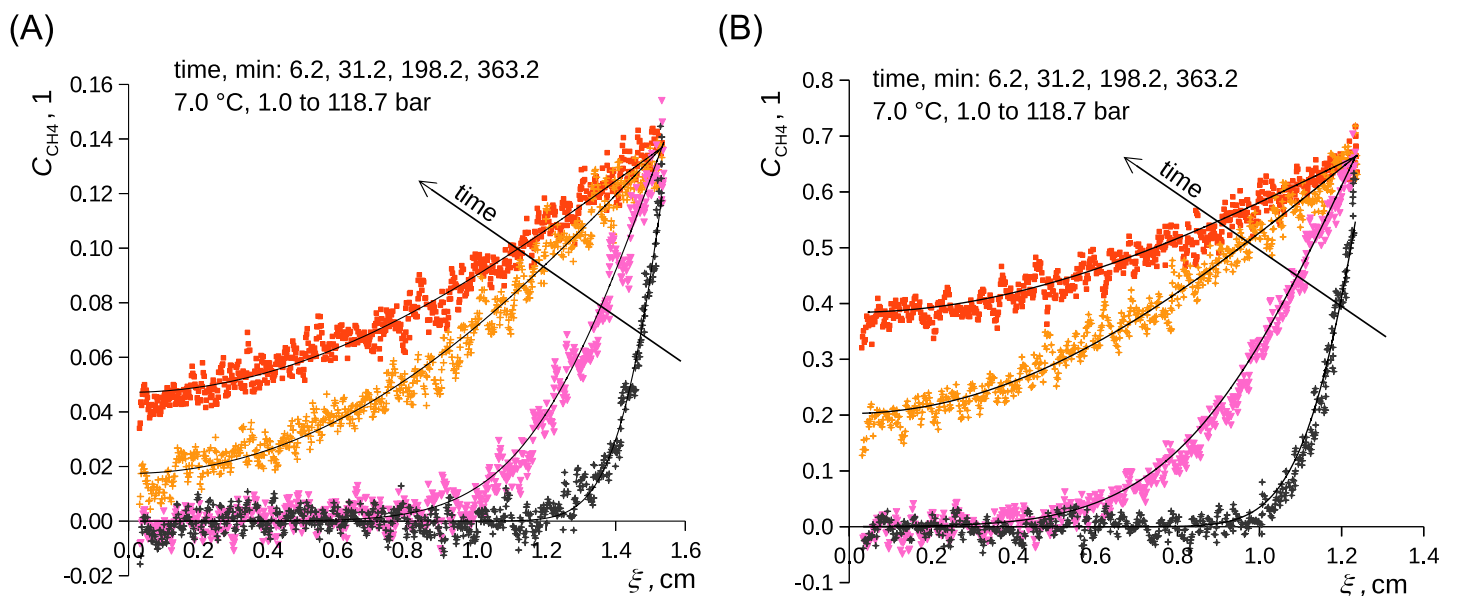 (A)
time, min: 6.2, 31.2, 198.2, 363.2
7.0 °C, 1.0 to 118.7 bar
C_CH4, 1
0.16
0.14
0.12
0.10
0.08
0.06
0.04
0.02
0.00
-0.02
time
0.0 0.2 0.4 0.6 0.8 1.0 1.2 1.4 1.6
ξ, cm
(B)
time, min: 6.2, 31.2, 198.2, 363.2
7.0 °C, 1.0 to 118.7 bar
C_CH4, 1
0.8
0.7
0.6
0.5
0.4
0.3
0.2
0.1
0.0
-0.1
time
0.0 0.2 0.4 0.6 0.8 1.0 1.2 1.4
ξ, cm